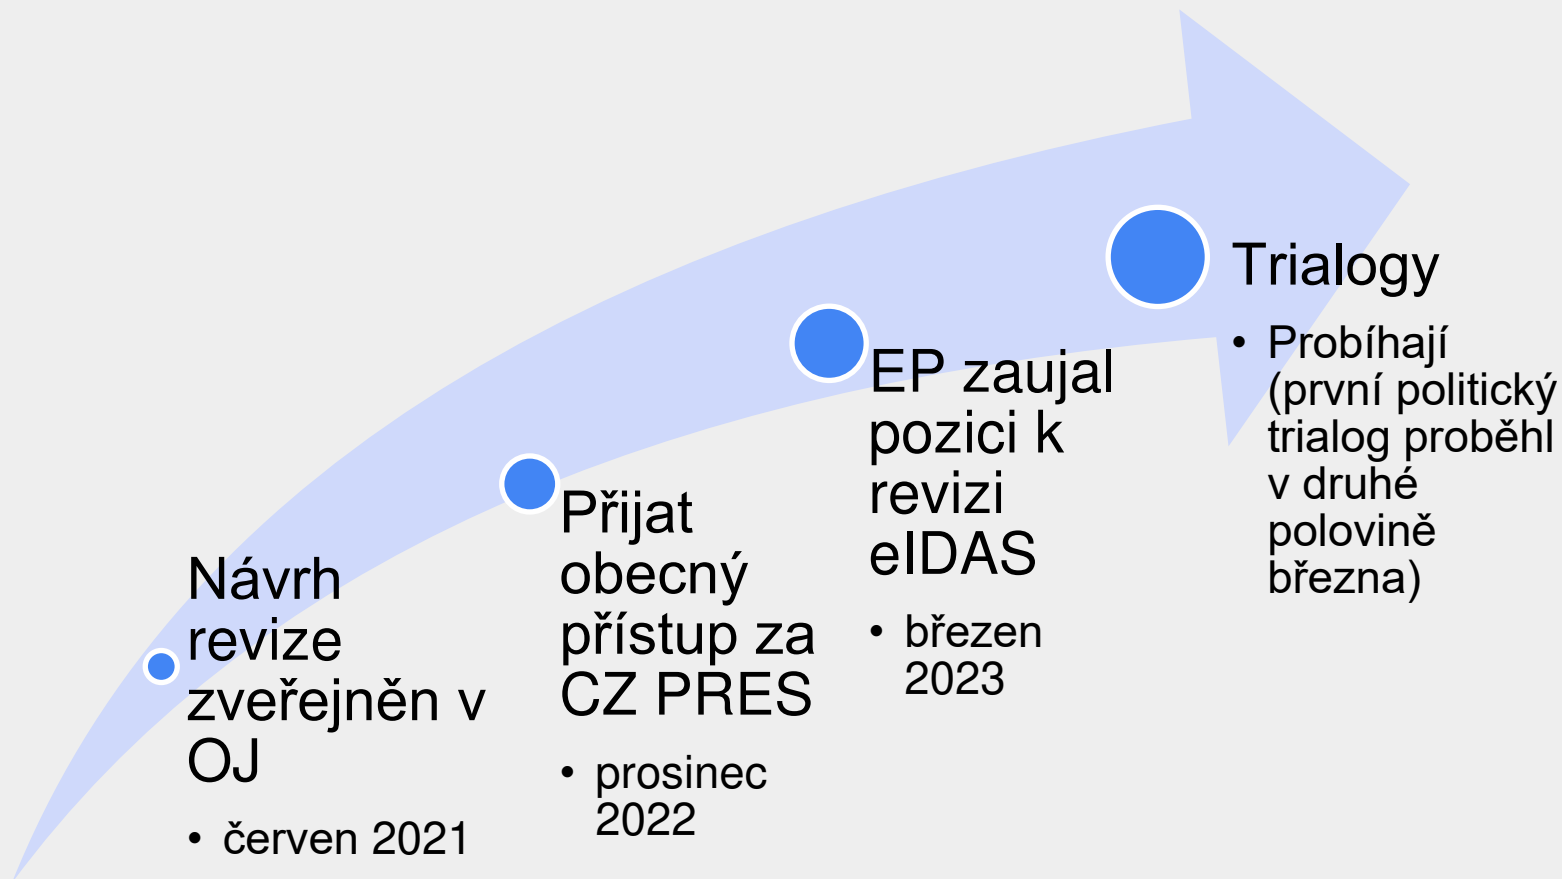 Návrh
revize
zveřejněn v
OJ
• červen 2021
Přijat
obecný
přístup za
CZ PRES
• prosinec
2022
EP zaujal
pozici k
revizi
eIDAS
• březen
2023
Trialogy
• Probíhají
(první politický
trialog proběhl
v druhé
polovině
března)